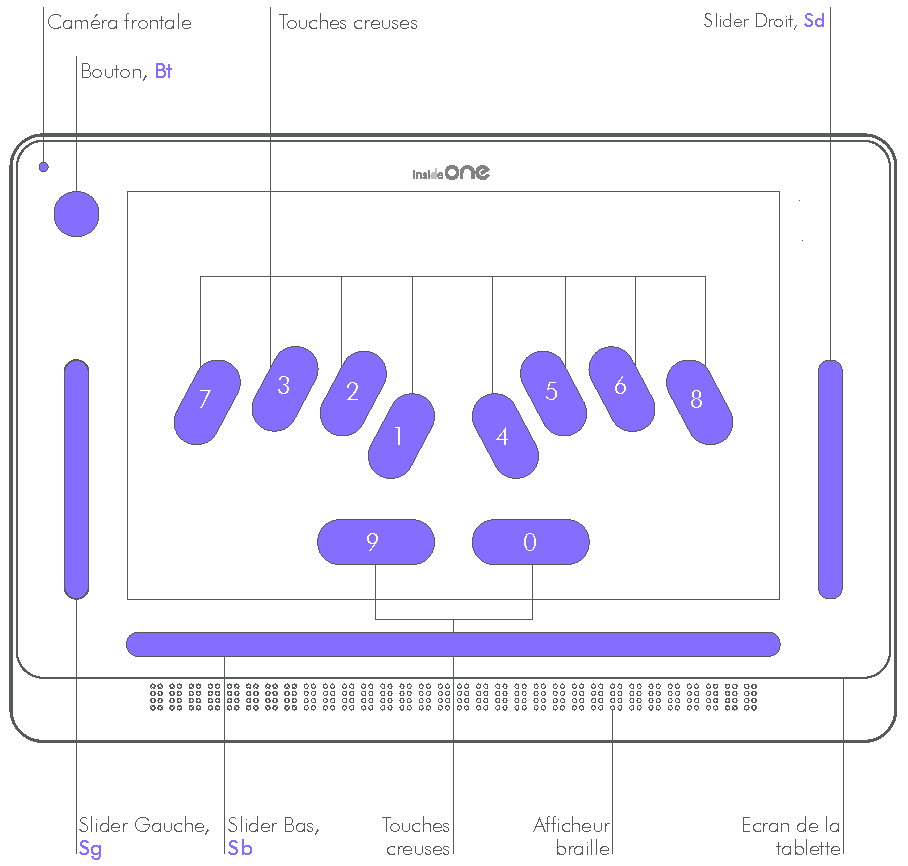 Caméra frontale
Touches creuses
Slider Droit, Sd
Bouton, Bt
insideONE
7
3
2
1
4
5
6
8
9
0
Slider Gauche,
Sg
Slider Bas,
Sb
Touches
creuses
Afficheur
braille
Ecran de la
tablette